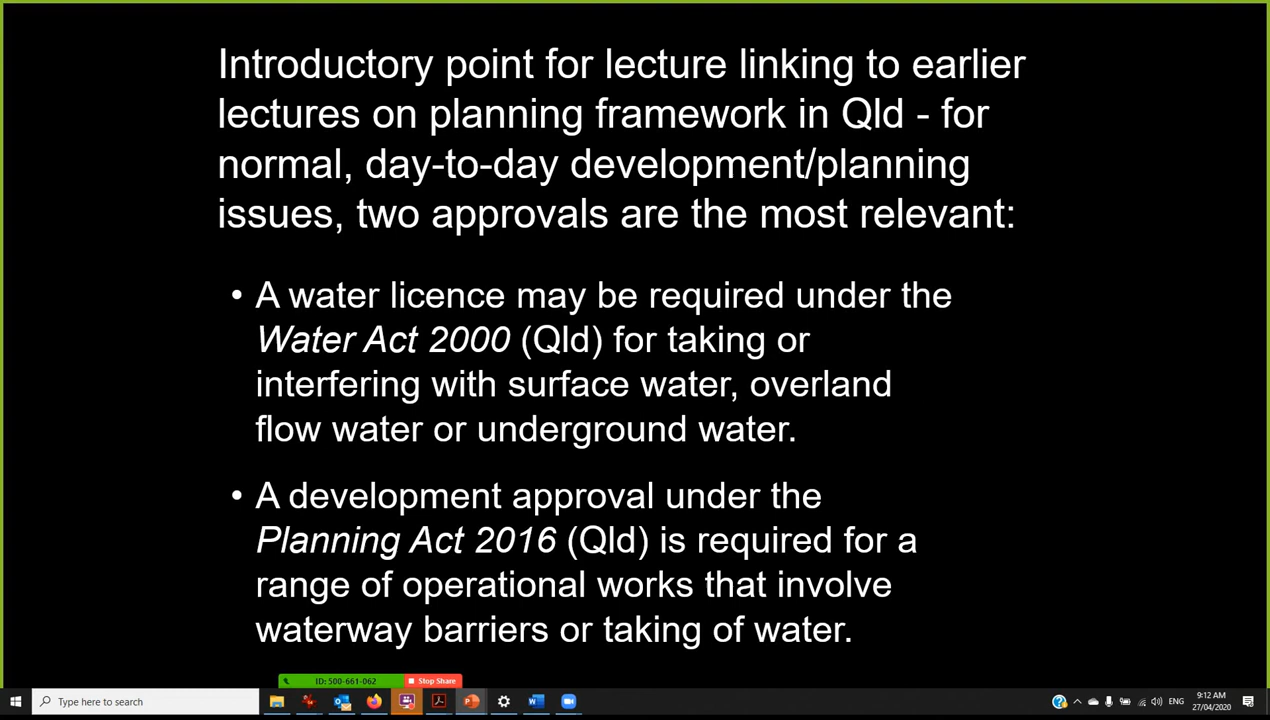 Introductory point for lecture linking to earlier
lectures on planning framework in Qld - for
normal, day-to-day development/planning
issues, two approvals are the most relevant:
• A water licence may be required under the
Water Act 2000 (Qld) for taking or
interfering with surface water, overland
flow water or underground water.
• A development approval under the
Planning Act 2016 (Qld) is required for a
range of operational works that involve
waterway barriers or taking of water.
ID: 500-661-062
Stop Share
Type here to search
ENG
9:12 AM
27/04/2020